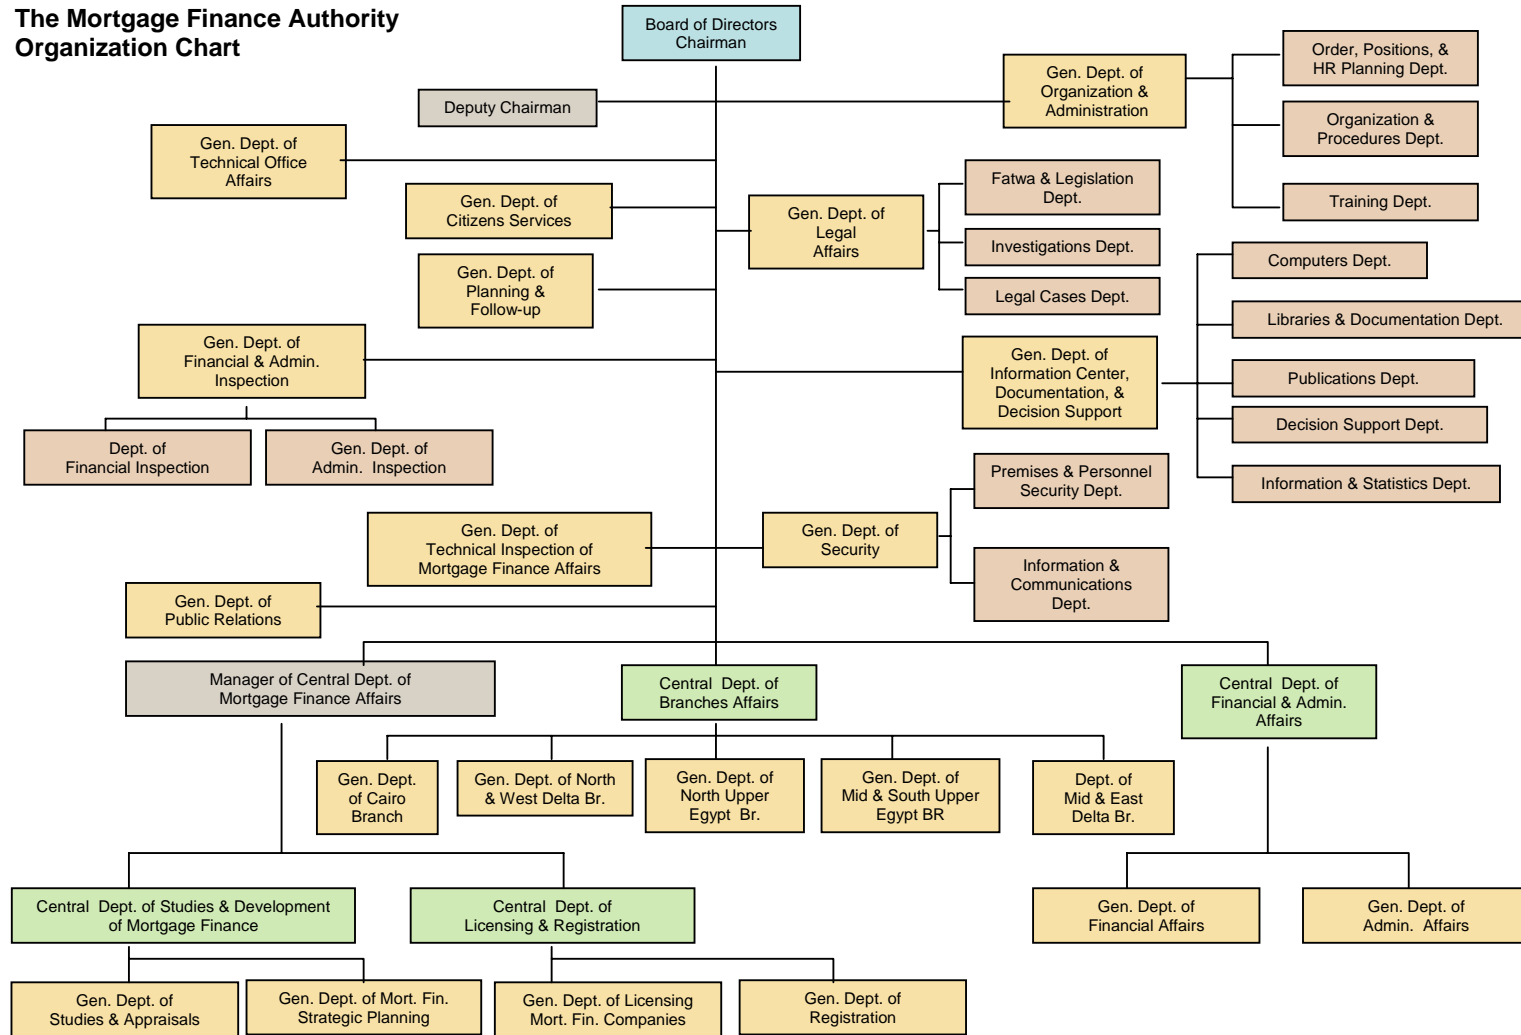 The Mortgage Finance Authority
Organization Chart
Board of Directors
Chairman
Deputy Chairman
Gen. Dept. of
Organization &
Administration
Order, Positions, &
HR Planning Dept.
Organization &
Procedures Dept.
Training Dept.
Gen. Dept. of
Technical Office
Affairs
Gen. Dept. of
Citizens Services
Gen. Dept. of
Legal
Affairs
Fatwa & Legislation
Dept.
Investigations Dept.
Legal Cases Dept.
Gen. Dept. of
Planning &
Follow-up
Computers Dept.
Libraries & Documentation Dept.
Publications Dept.
Decision Support Dept.
Information & Statistics Dept.
Gen. Dept. of
Financial & Admin.
Inspection
Gen. Dept. of
Information Center,
Documentation, &
Decision Support
Dept. of
Financial Inspection
Gen. Dept. of
Admin.  Inspection
Premises & Personnel
Security Dept.
Gen. Dept. of
Technical Inspection of
Mortgage Finance Affairs
Gen. Dept. of
Security
Information &
Communications
Dept.
Gen. Dept. of
Public Relations
Manager of Central Dept. of
Mortgage Finance Affairs
Central  Dept. of
Branches Affairs
Central  Dept. of
Financial & Admin.
Affairs
Gen. Dept.
of Cairo
Branch
Gen. Dept. of North
& West Delta Br.
Gen. Dept. of
North Upper
Egypt  Br.
Gen. Dept. of
Mid & South Upper
Egypt BR
Dept. of
Mid & East
Delta Br.
Central Dept. of Studies & Development
of Mortgage Finance
Central  Dept. of
Licensing & Registration
Gen. Dept. of
Financial Affairs
Gen. Dept. of
Admin.  Affairs
Gen. Dept. of
Studies & Appraisals
Gen. Dept. of Mort. Fin.
Strategic Planning
Gen. Dept. of Licensing
Mort. Fin. Companies
Gen. Dept. of
Registration